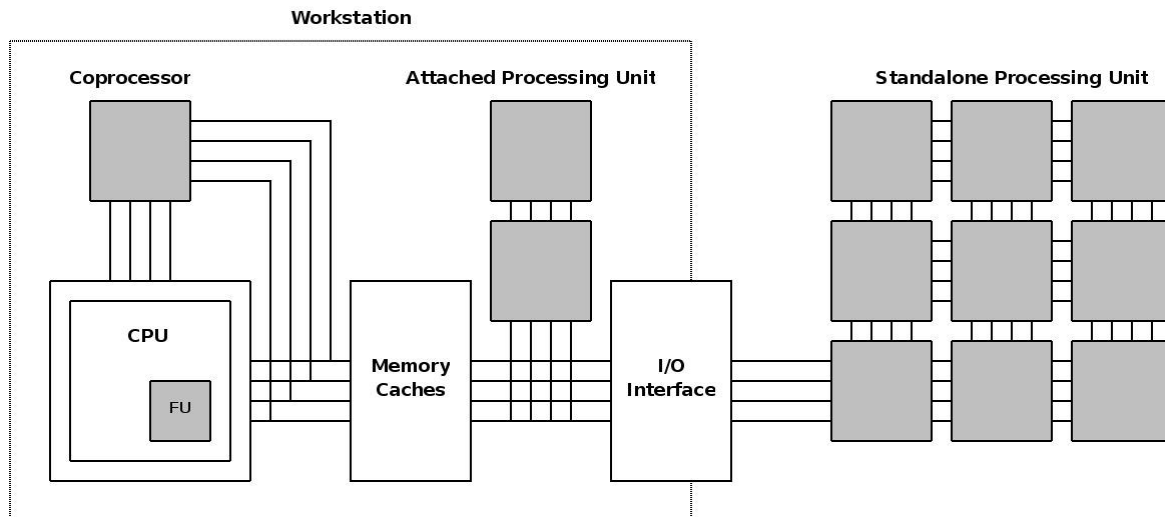 Workstation
Coprocessor
Attached Processing Unit
Standalone Processing Unit
CPU
FU
Memory
Caches
I/O
Interface